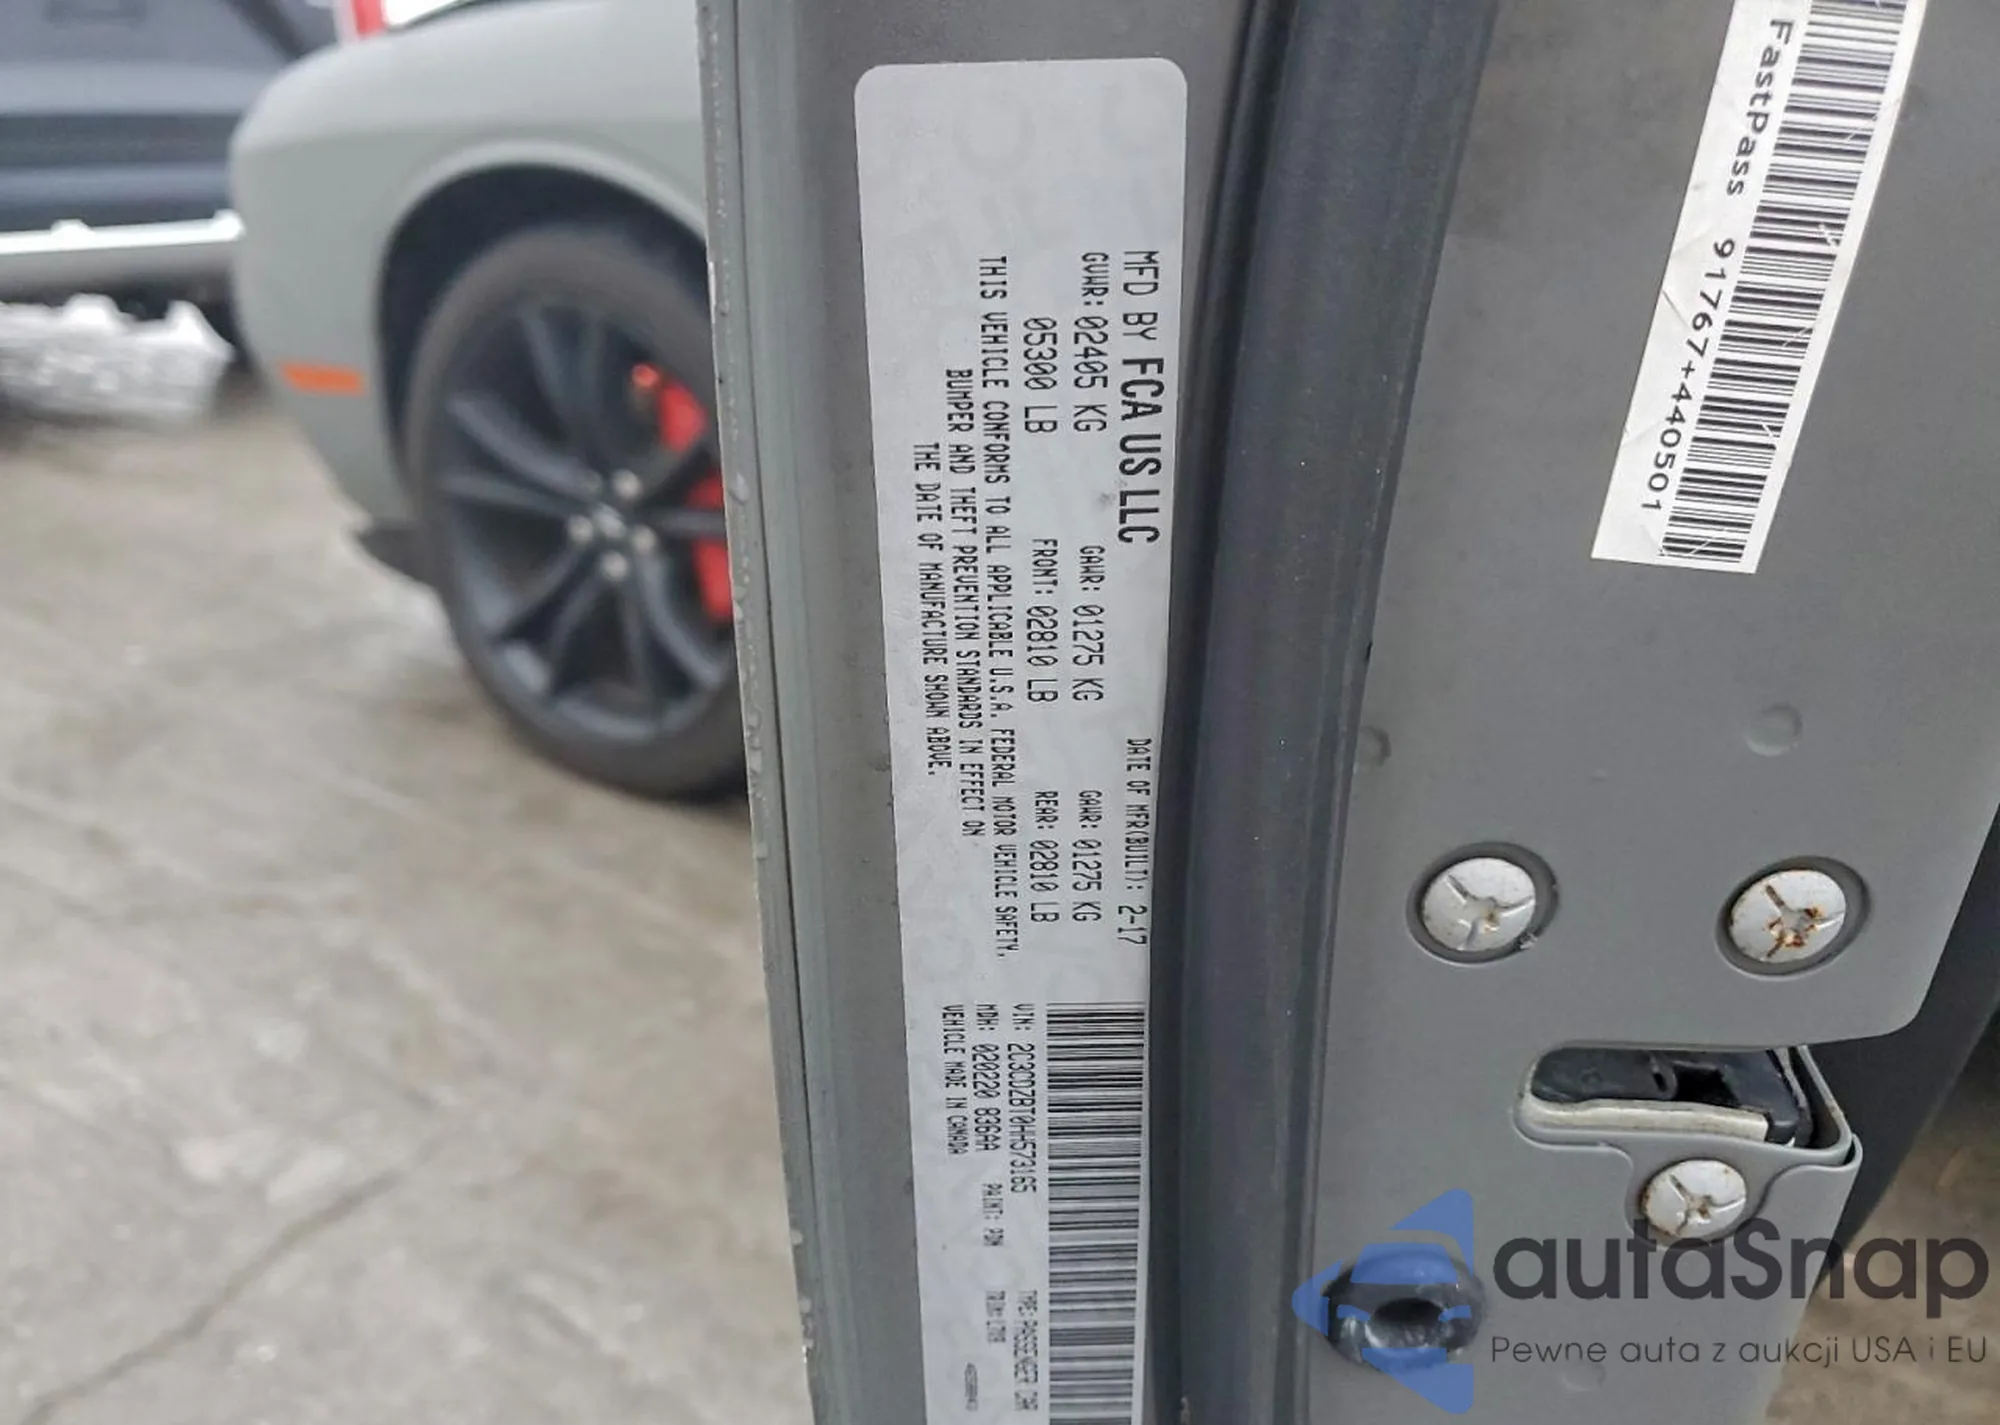 MFD BY FCA US LLC
DATE OF MFR(BUILT): 2-17
GVWR: 02405 KG
GAWR: 01275 KG
GAWR: 01275 KG
05300 LB
FRONT: 02810 LB
REAR: 02810 LB
THIS VEHICLE CONFORMS TO ALL APPLICABLE U.S.A. FEDERAL MOTOR VEHICLE SAFETY,
BUMPER AND THEFT PREVENTION STANDARDS IN EFFECT ON
THE DATE OF MANUFACTURE SHOWN ABOVE.
VIN: 2C3CDZBT0HH573165
TYPE: PASSENGER CAR
MDH: 020220 836AA
PAINT: PDN
TRIM:
VEHICLE MADE IN CANADA
FastPass 91767+440501
autaSnap
Pewne auta z aukcji USA i EU